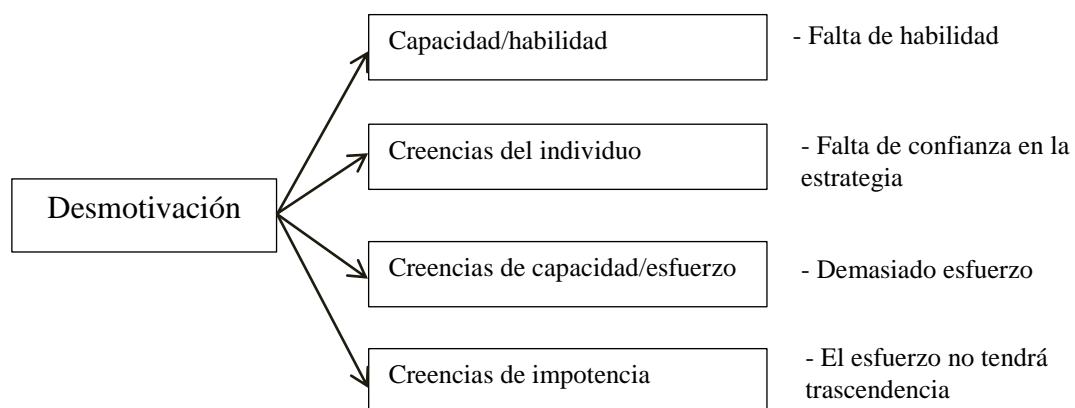 Capacidad/habilidad
- Falta de habilidad
Creencias del individuo
- Falta de confianza en la
estrategia
Desmotivación
Creencias de capacidad/esfuerzo
- Demasiado esfuerzo
Creencias de impotencia
- El esfuerzo no tendrá
trascendencia